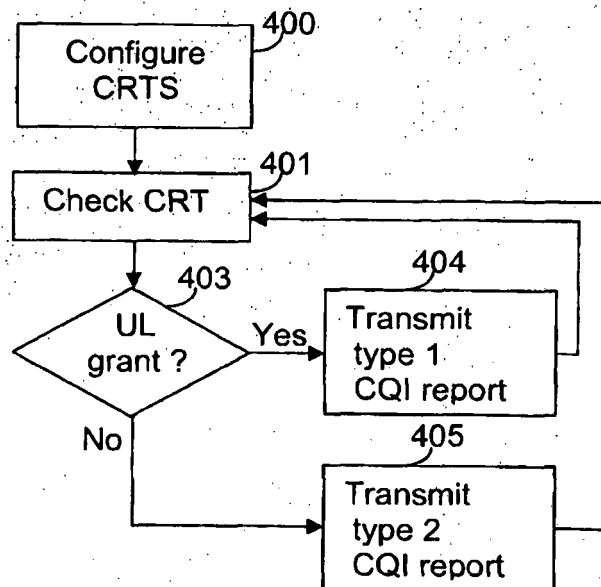 400
Configure
CRTS
401
Check CRT
403
UL
grant ?
Yes
404
Transmit
type 1
CQI report
No
405
Transmit
type 2
CQI report